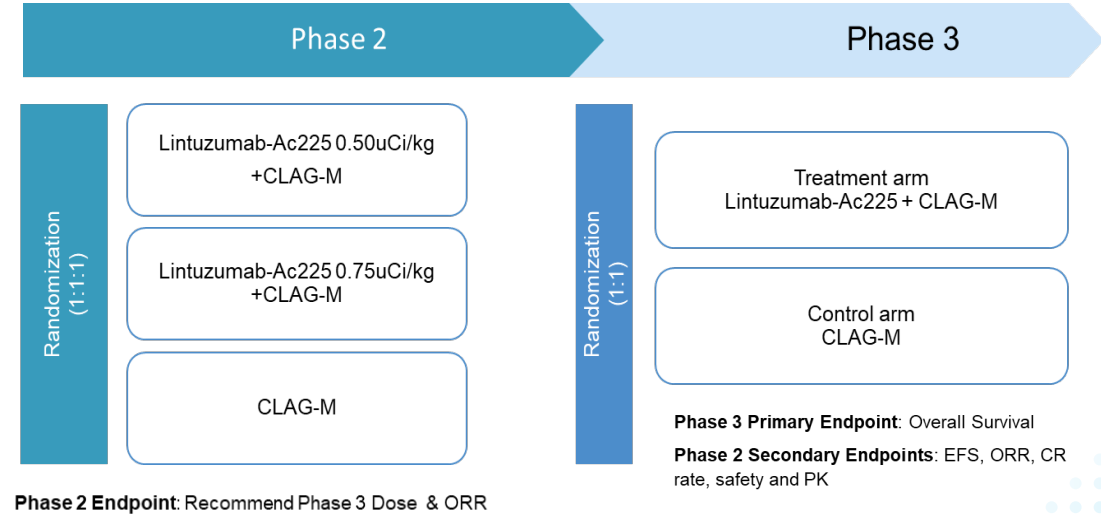 Phase 2
Phase 3
Randomization
(1:1:1)
Lintuzumab-Ac225 0.50uCi/kg
+CLAG-M
Lintuzumab-Ac225 0.75uCi/kg
+CLAG-M
CLAG-M
Phase 2 Endpoint: Recommend Phase 3 Dose & ORR
Randomization
(1:1)
Treatment arm
Lintuzumab-Ac225 + CLAG-M
Control arm
CLAG-M
Phase 3 Primary Endpoint: Overall Survival
Phase 2 Secondary Endpoints: EFS, ORR, CR
rate, safety and PK